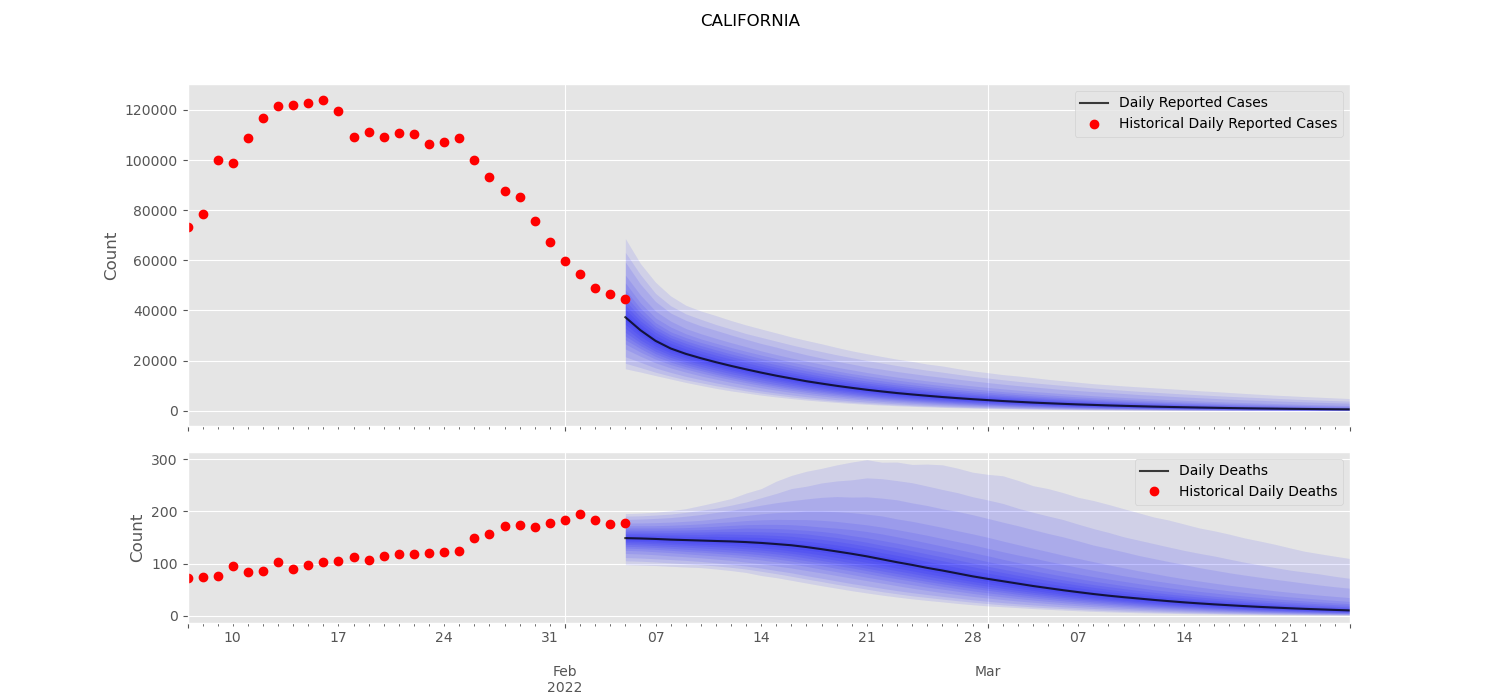 CALIFORNIA
Count
120000
100000
80000
60000
40000
20000
0
Daily Reported Cases
Historical Daily Reported Cases
Count
300
200
100
0
Daily Deaths
Historical Daily Deaths
10 17 24 31 07 14 21 28 07 14 21
Feb Mar
2022